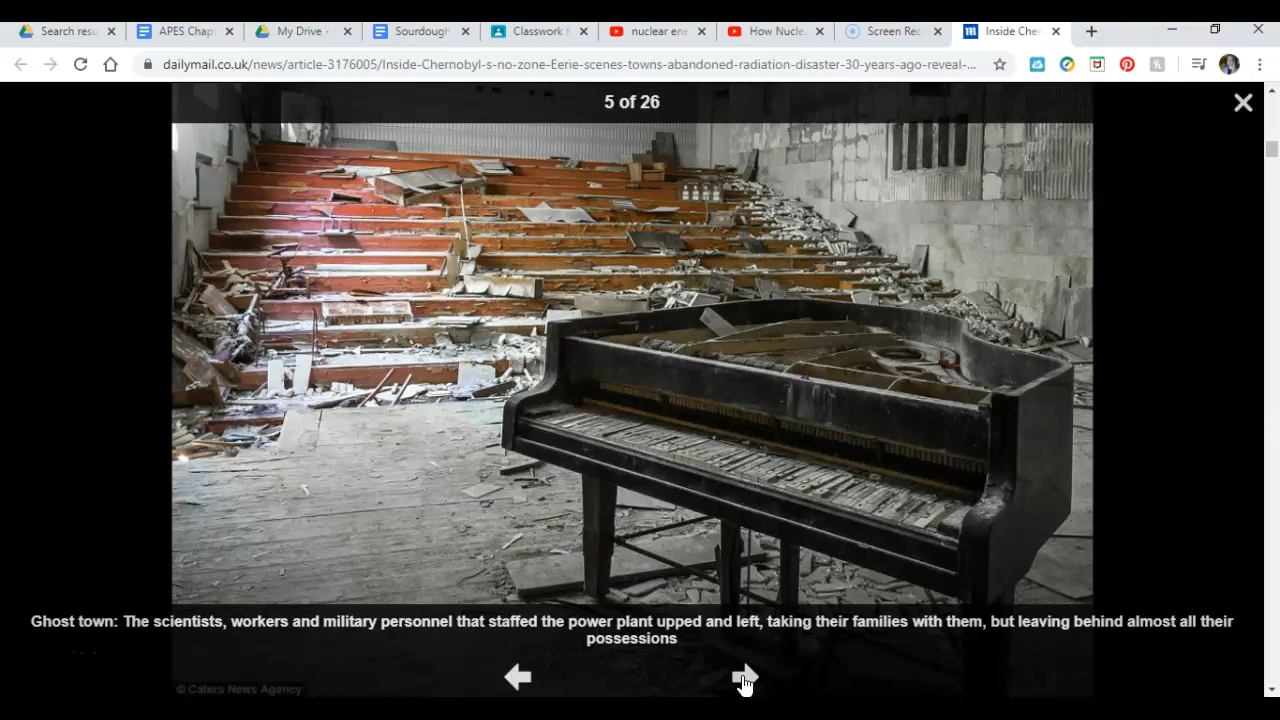 Search resu
APES Chap
My Drive -
Sourdough
Classwork f
nuclear ene
How Nucle
Screen Rec
Inside Cher
dailymail.co.uk/news/article-3176005/Inside-Chernobyl-s-no-zone-Eerie-scenes-towns-abandoned-radiation-disaster-30-years-ago-reveal-...
5 of 26
Ghost town: The scientists, workers and military personnel that staffed the power plant upped and left, taking their families with them, but leaving behind almost all their
possessions
© Caters News Agency